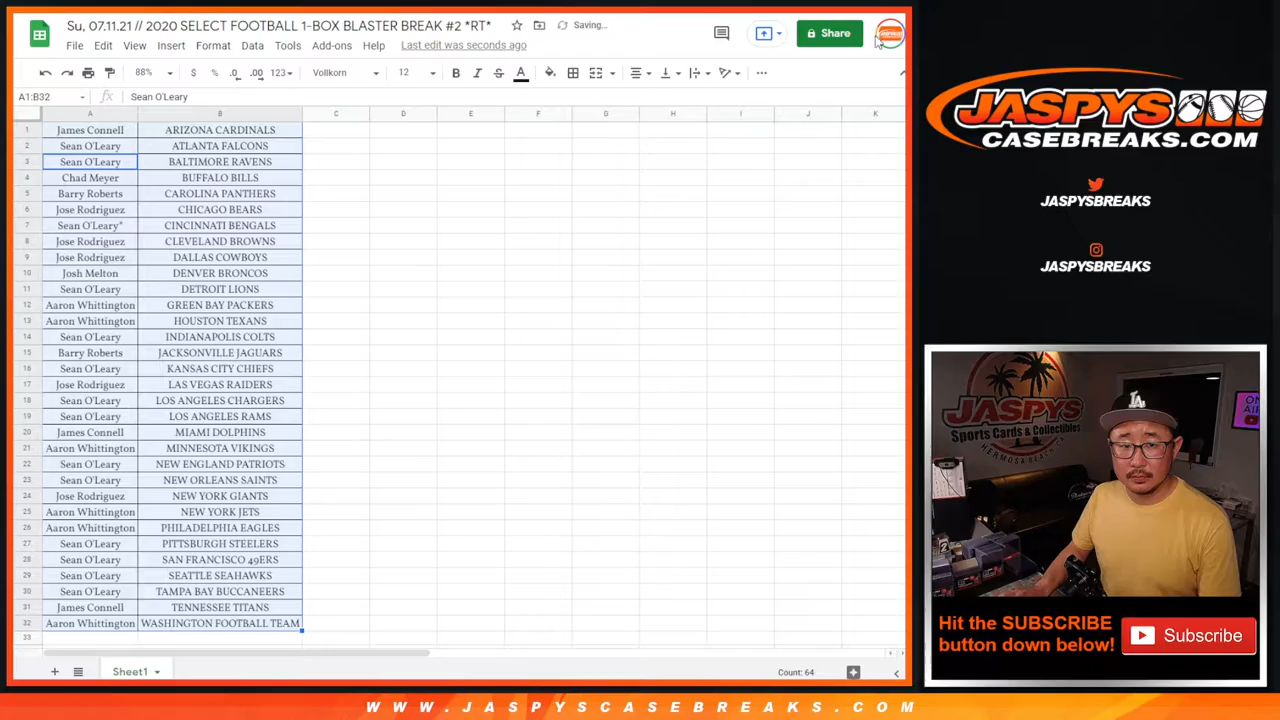 Su, 07.11.21 // 2020 SELECT FOOTBALL 1-BOX BLASTER BREAK #2 *RT*
Saving...
File Edit View Insert Format Data Tools Add-ons Help Last edit was seconds ago
Share
88% $ % .0 .00 123 Vollkorn 12 B I S A
A1:B32 fx Sean O'Leary
A B C D E F G H I J K
1 James Connell ARIZONA CARDINALS
2 Sean O'Leary ATLANTA FALCONS
3 Sean O'Leary BALTIMORE RAVENS
4 Chad Meyer BUFFALO BILLS
5 Barry Roberts CAROLINA PANTHERS
6 Jose Rodriguez CHICAGO BEARS
7 Sean O'Leary* CINCINNATI BENGALS
8 Jose Rodriguez CLEVELAND BROWNS
9 Jose Rodriguez DALLAS COWBOYS
10 Josh Melton DENVER BRONCOS
11 Sean O'Leary DETROIT LIONS
12 Aaron Whittington GREEN BAY PACKERS
13 Aaron Whittington HOUSTON TEXANS
14 Sean O'Leary INDIANAPOLIS COLTS
15 Barry Roberts JACKSONVILLE JAGUARS
16 Sean O'Leary KANSAS CITY CHIEFS
17 Jose Rodriguez LAS VEGAS RAIDERS
18 Sean O'Leary LOS ANGELES CHARGERS
19 Sean O'Leary LOS ANGELES RAMS
20 James Connell MIAMI DOLPHINS
21 Aaron Whittington MINNESOTA VIKINGS
22 Sean O'Leary NEW ENGLAND PATRIOTS
23 Sean O'Leary NEW ORLEANS SAINTS
24 Jose Rodriguez NEW YORK GIANTS
25 Aaron Whittington NEW YORK JETS
26 Aaron Whittington PHILADELPHIA EAGLES
27 Sean O'Leary PITTSBURGH STEELERS
28 Sean O'Leary SAN FRANCISCO 49ERS
29 Sean O'Leary SEATTLE SEAHAWKS
30 Sean O'Leary TAMPA BAY BUCCANEERS
31 James Connell TENNESSEE TITANS
32 Aaron Whittington WASHINGTON FOOTBALL TEAM
33
Sheet1
Count: 64
JASPYS
CASEBREAKS.COM
JASPYSBREAKS
JASPYSBREAKS
JASPYS
Sports Cards & Collectibles
HERMOSA BEACH
LA
ON
AIR
Hit the SUBSCRIBE
button down below!
Subscribe
WWW.JASPYSCASEBREAKS.COM